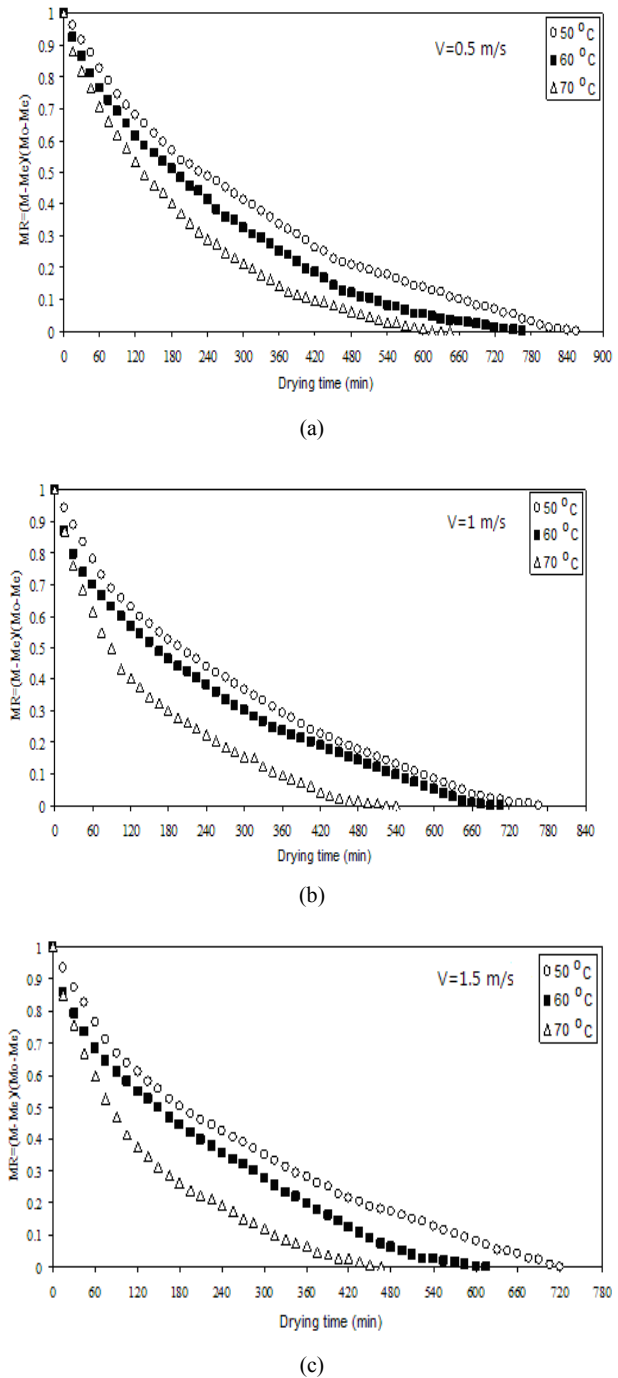 1
0.9
0.8
0.7
0.6
0.5
0.4
0.3
0.2
0.1
0
MR=(M-Me)/(Mo-Me)
V=0.5 m/s
50 °C
60 °C
70 °C
0 60 120 180 240 300 360 420 480 540 600 660 720 780 840 900
Drying time (min)
(a)
1
0.9
0.8
0.7
0.6
0.5
0.4
0.3
0.2
0.1
0
MR=(M-Me)/(Mo-Me)
V=1 m/s
50 °C
60 °C
70 °C
0 60 120 180 240 300 360 420 480 540 600 660 720 780 840
Drying time (min)
(b)
1
0.9
0.8
0.7
0.6
0.5
0.4
0.3
0.2
0.1
0
MR=(M-Me)/(Mo-Me)
V=1.5 m/s
50 °C
60 °C
70 °C
0 60 120 180 240 300 360 420 480 540 600 660 720 780
Drying time (min)
(c)